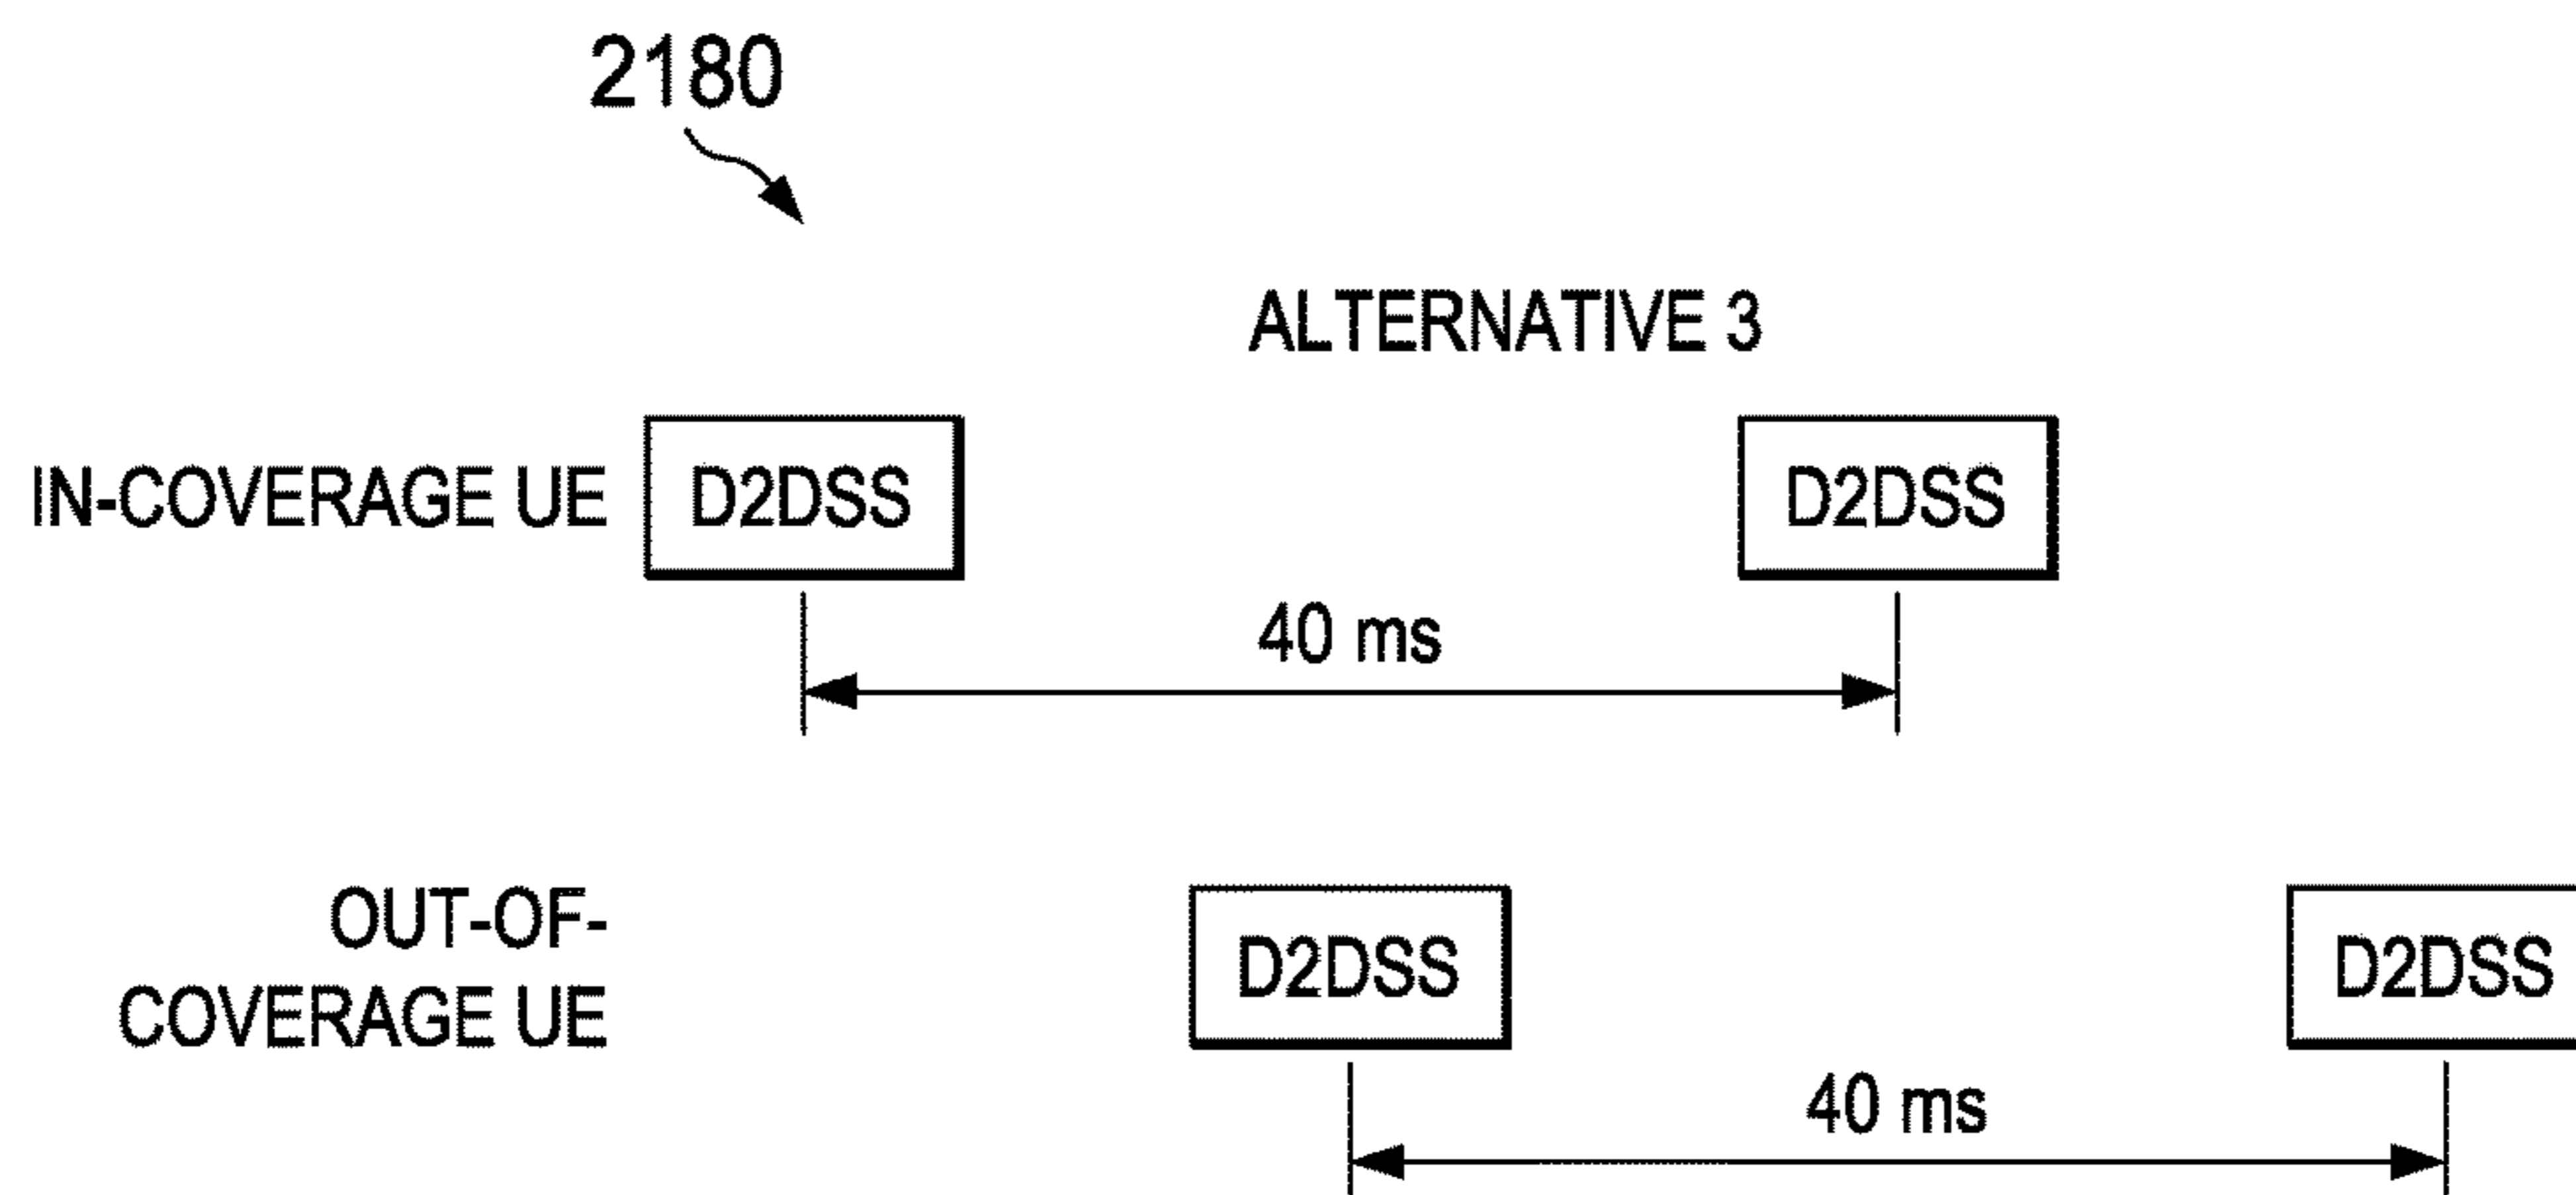 2180
ALTERNATIVE 3
IN-COVERAGE UE
D2DSS
D2DSS
40 ms
OUT-OF-
COVERAGE UE
D2DSS
D2DSS
40 ms